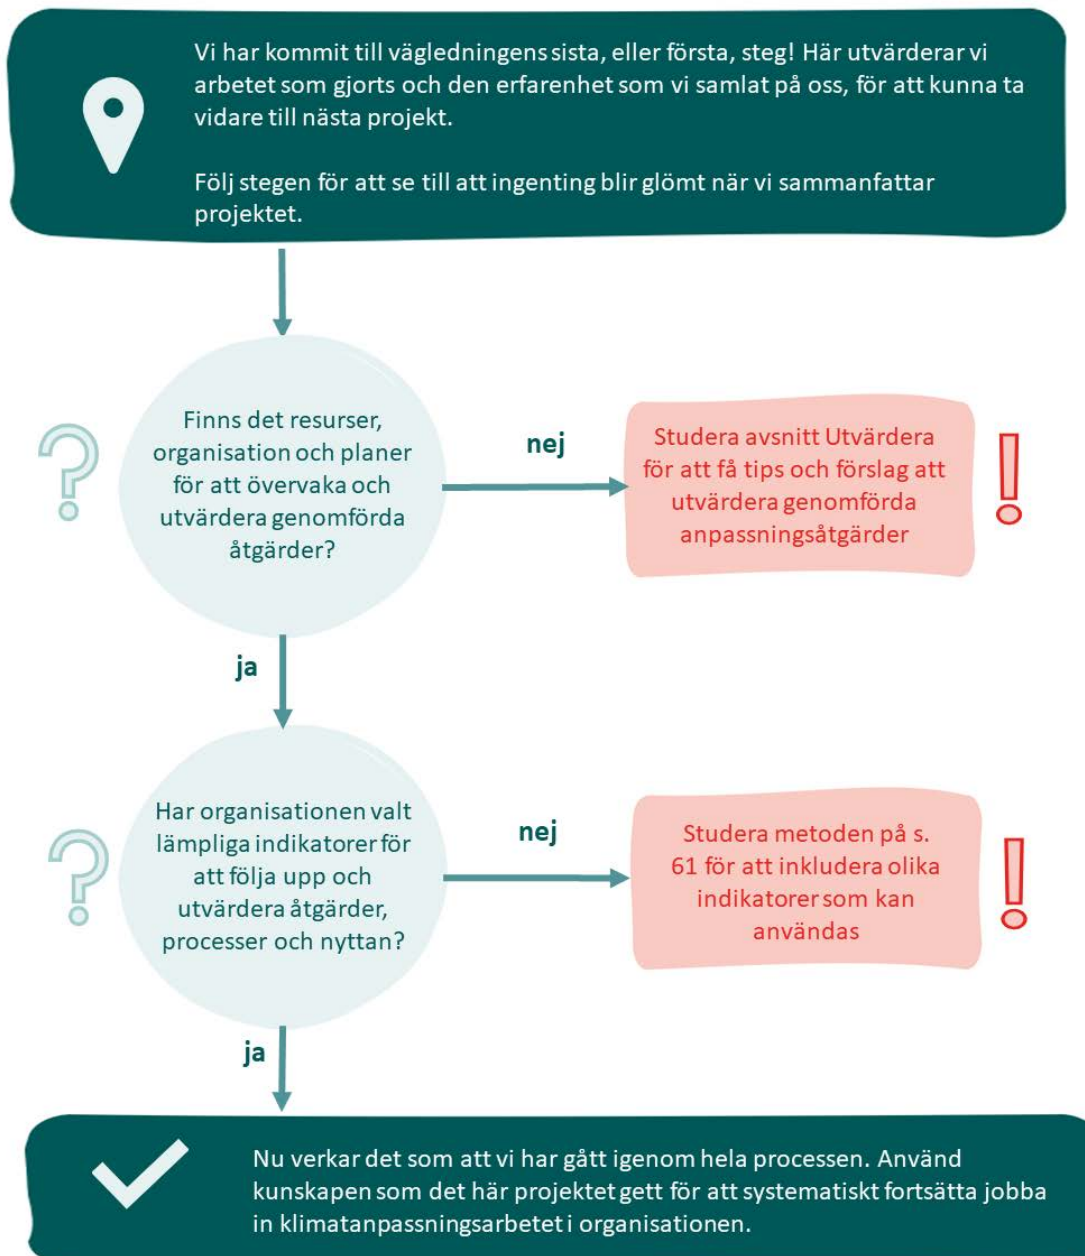 Vi har kommit till vägledningens sista, eller första, steg! Här utvärderar vi
arbetet som gjorts och den erfarenhet som vi samlat på oss, för att kunna ta
vidare till nästa projekt.
Följ stegen för att se till att ingenting blir glömt när vi sammanfattar
projektet.
?
Finns det resurser,
organisation och planer
för att övervaka och
utvärdera genomförda
åtgärder?
nej
Studera avsnitt Utvärdera
för att få tips och förslag att
utvärdera genomförda
anpassningsåtgärder
!
ja
?
Har organisationen valt
lämpliga indikatorer för
att följa upp och
utvärdera åtgärder,
processer och nyttan?
nej
Studera metoden på s.
61 för att inkludera olika
indikatorer som kan
användas
!
ja
Nu verkar det som att vi har gått igenom hela processen. Använd
kunskapen som det här projektet gett för att systematiskt fortsätta jobba
in klimatanpassningsarbetet i organisationen.